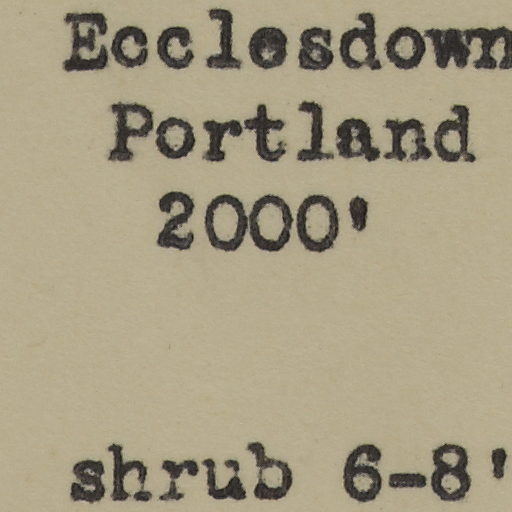 Ecclesdown
Portland
2000'
shrub 6-8'